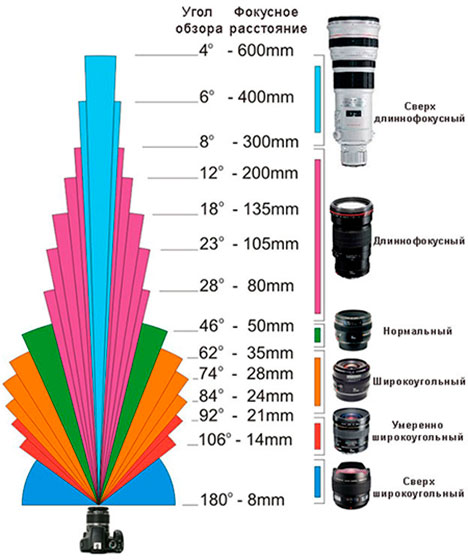 Угол обзора
Фокусное расстояние
4° - 600mm
6° - 400mm
Сверх
длиннофокусный
8° - 300mm
12° - 200mm
18° - 135mm
23° - 105mm
Длиннофокусный
28° - 80mm
46° - 50mm
Нормальный
62° - 35mm
74° - 28mm
Широкоугольный
84° - 24mm
92° - 21mm
Умеренно
широкоугольный
106° - 14mm
Сверх
широкоугольный
180° - 8mm